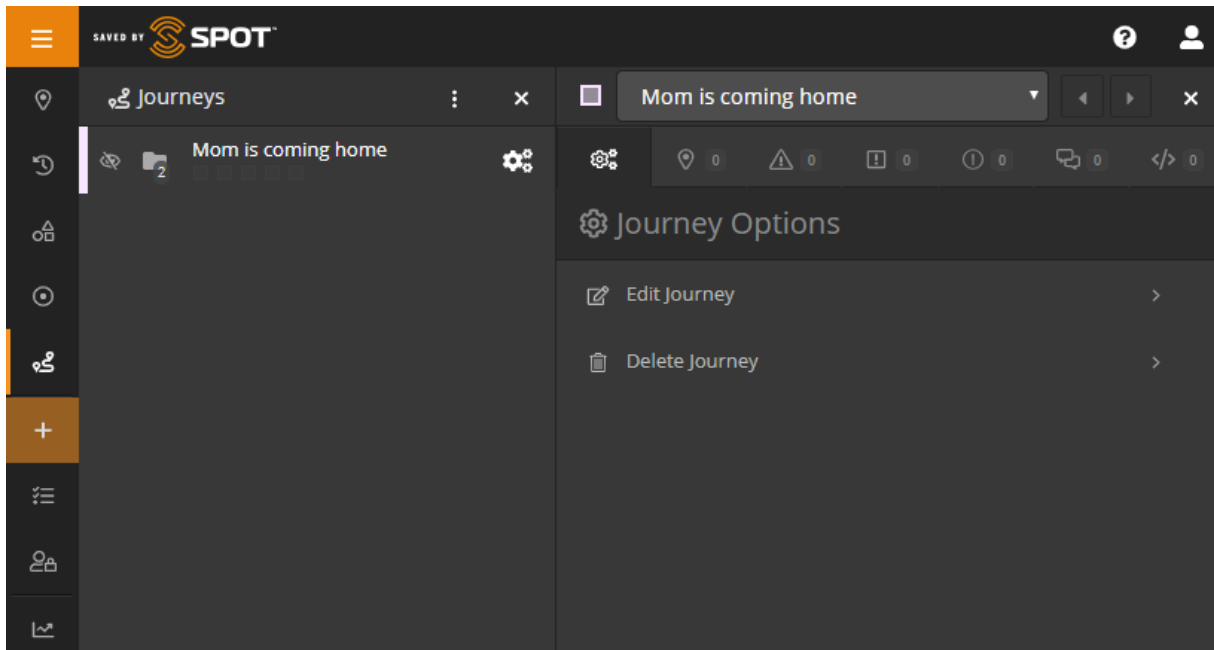 SAVED BY SPOT™
Journeys
Mom is coming home
Mom is coming home
2
0 0 0 0 0 0
Journey Options
Edit Journey
Delete Journey